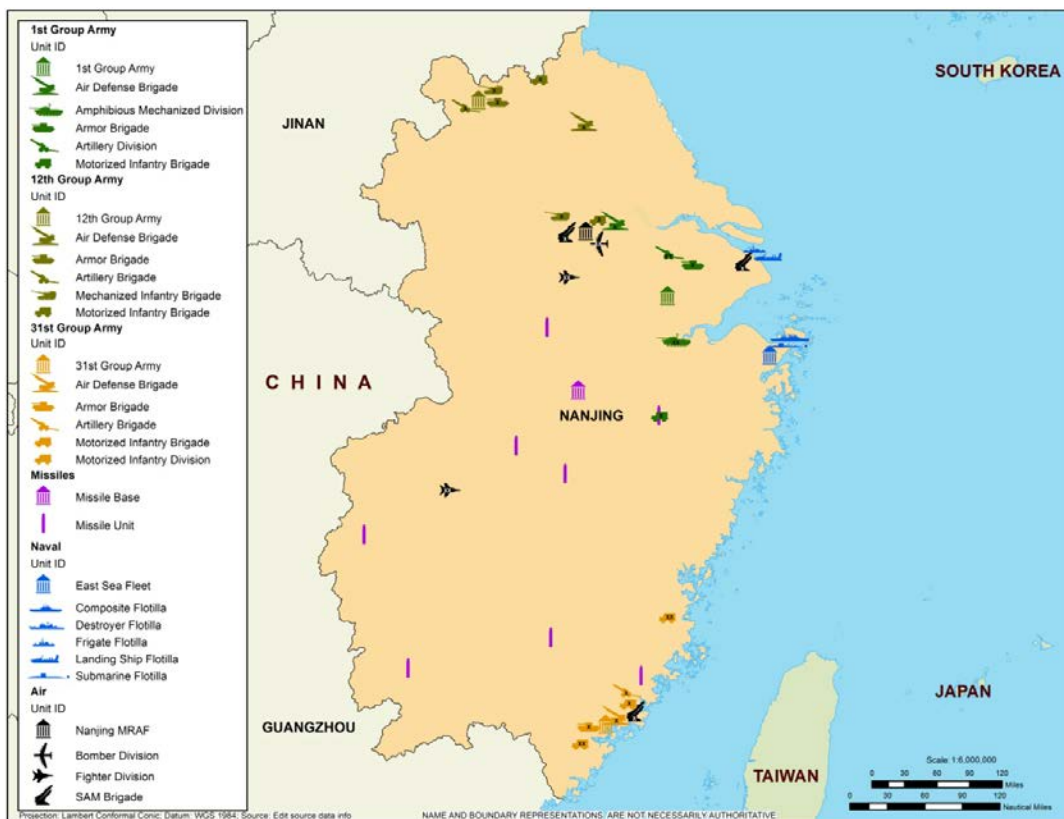 1st Group Army
Unit ID
1st Group Army
Air Defense Brigade
Amphibious Mechanized Division
Armor Brigade
Artillery Division
Motorized Infantry Brigade
12th Group Army
Unit ID
12th Group Army
Air Defense Brigade
Armor Brigade
Artillery Brigade
Mechanized Infantry Brigade
Motorized Infantry Brigade
31st Group Army
Unit ID
31st Group Army
Air Defense Brigade
Armor Brigade
Artillery Brigade
Motorized Infantry Brigade
Motorized Infantry Division
Missiles
Missile Base
Missile Unit
Naval
Unit ID
East Sea Fleet
Composite Flotilla
Destroyer Flotilla
Frigate Flotilla
Landing Ship Flotilla
Submarine Flotilla
Air
Unit ID
Nanjing MRAF
Bomber Division
Fighter Division
SAM Brigade
SOUTH KOREA
JINAN
CHINA
NANJING
GUANGZHOU
JAPAN
TAIWAN
Scale: 1:6,000,000
0 30 60 90 120
Miles
0 30 60 90 120
Nautical Miles
Projection: Lambert Conformal Conic; Datum: WGS 1984; Source: Edit source data info
NAME AND BOUNDARY REPRESENTATIONS ARE NOT NECESSARILY AUTHORITATIVE